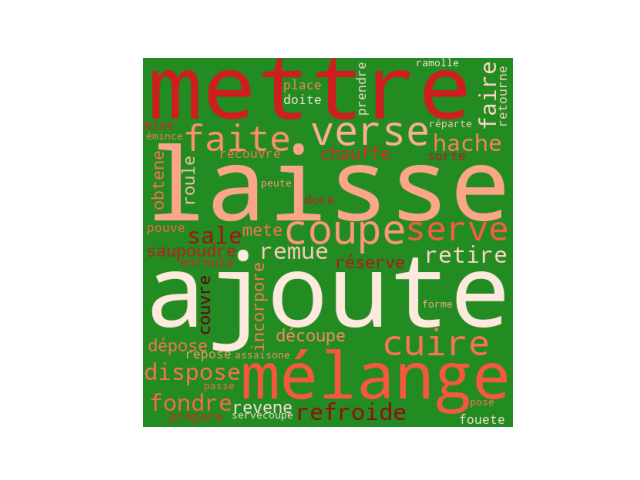 mettre
ramolle
place
doite
prendre
faire
retourne
mixe
émince
faite
verse
réparte
hache
recouvre
chauffe
sorte
laisse
obtene
roule
peute
dore
pouve
sale
mete
coupe
serve
saupoudre
remue
enroule
réserve
retire
ajoute
couvre
incorpore
forme
découpe
cuire
dépose
repose
assaisone
dispose
passe
mélange
fondre
revene
pose
prépare
servecoupe
refroide
fouete